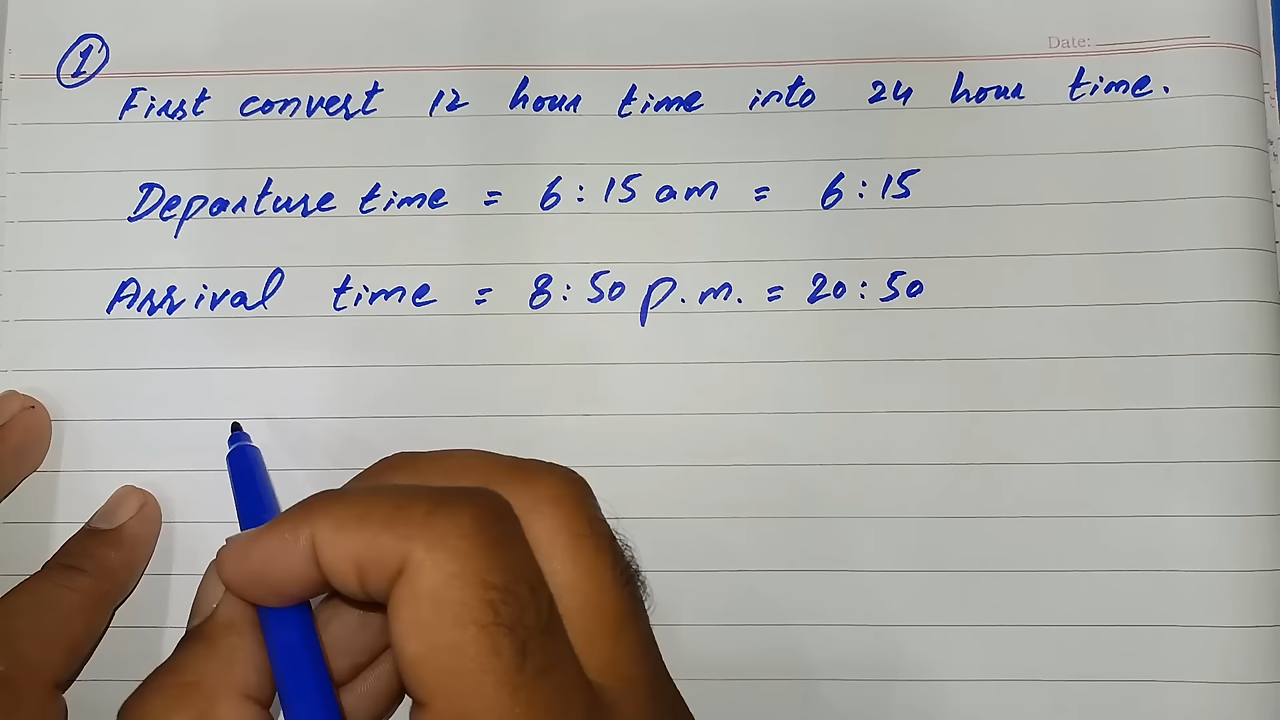 Date:
1
First convert 12 hour time into 24 hour time.
Departure time = 6:15 am = 6:15
Arrival time = 8:50 p.m. = 20:50